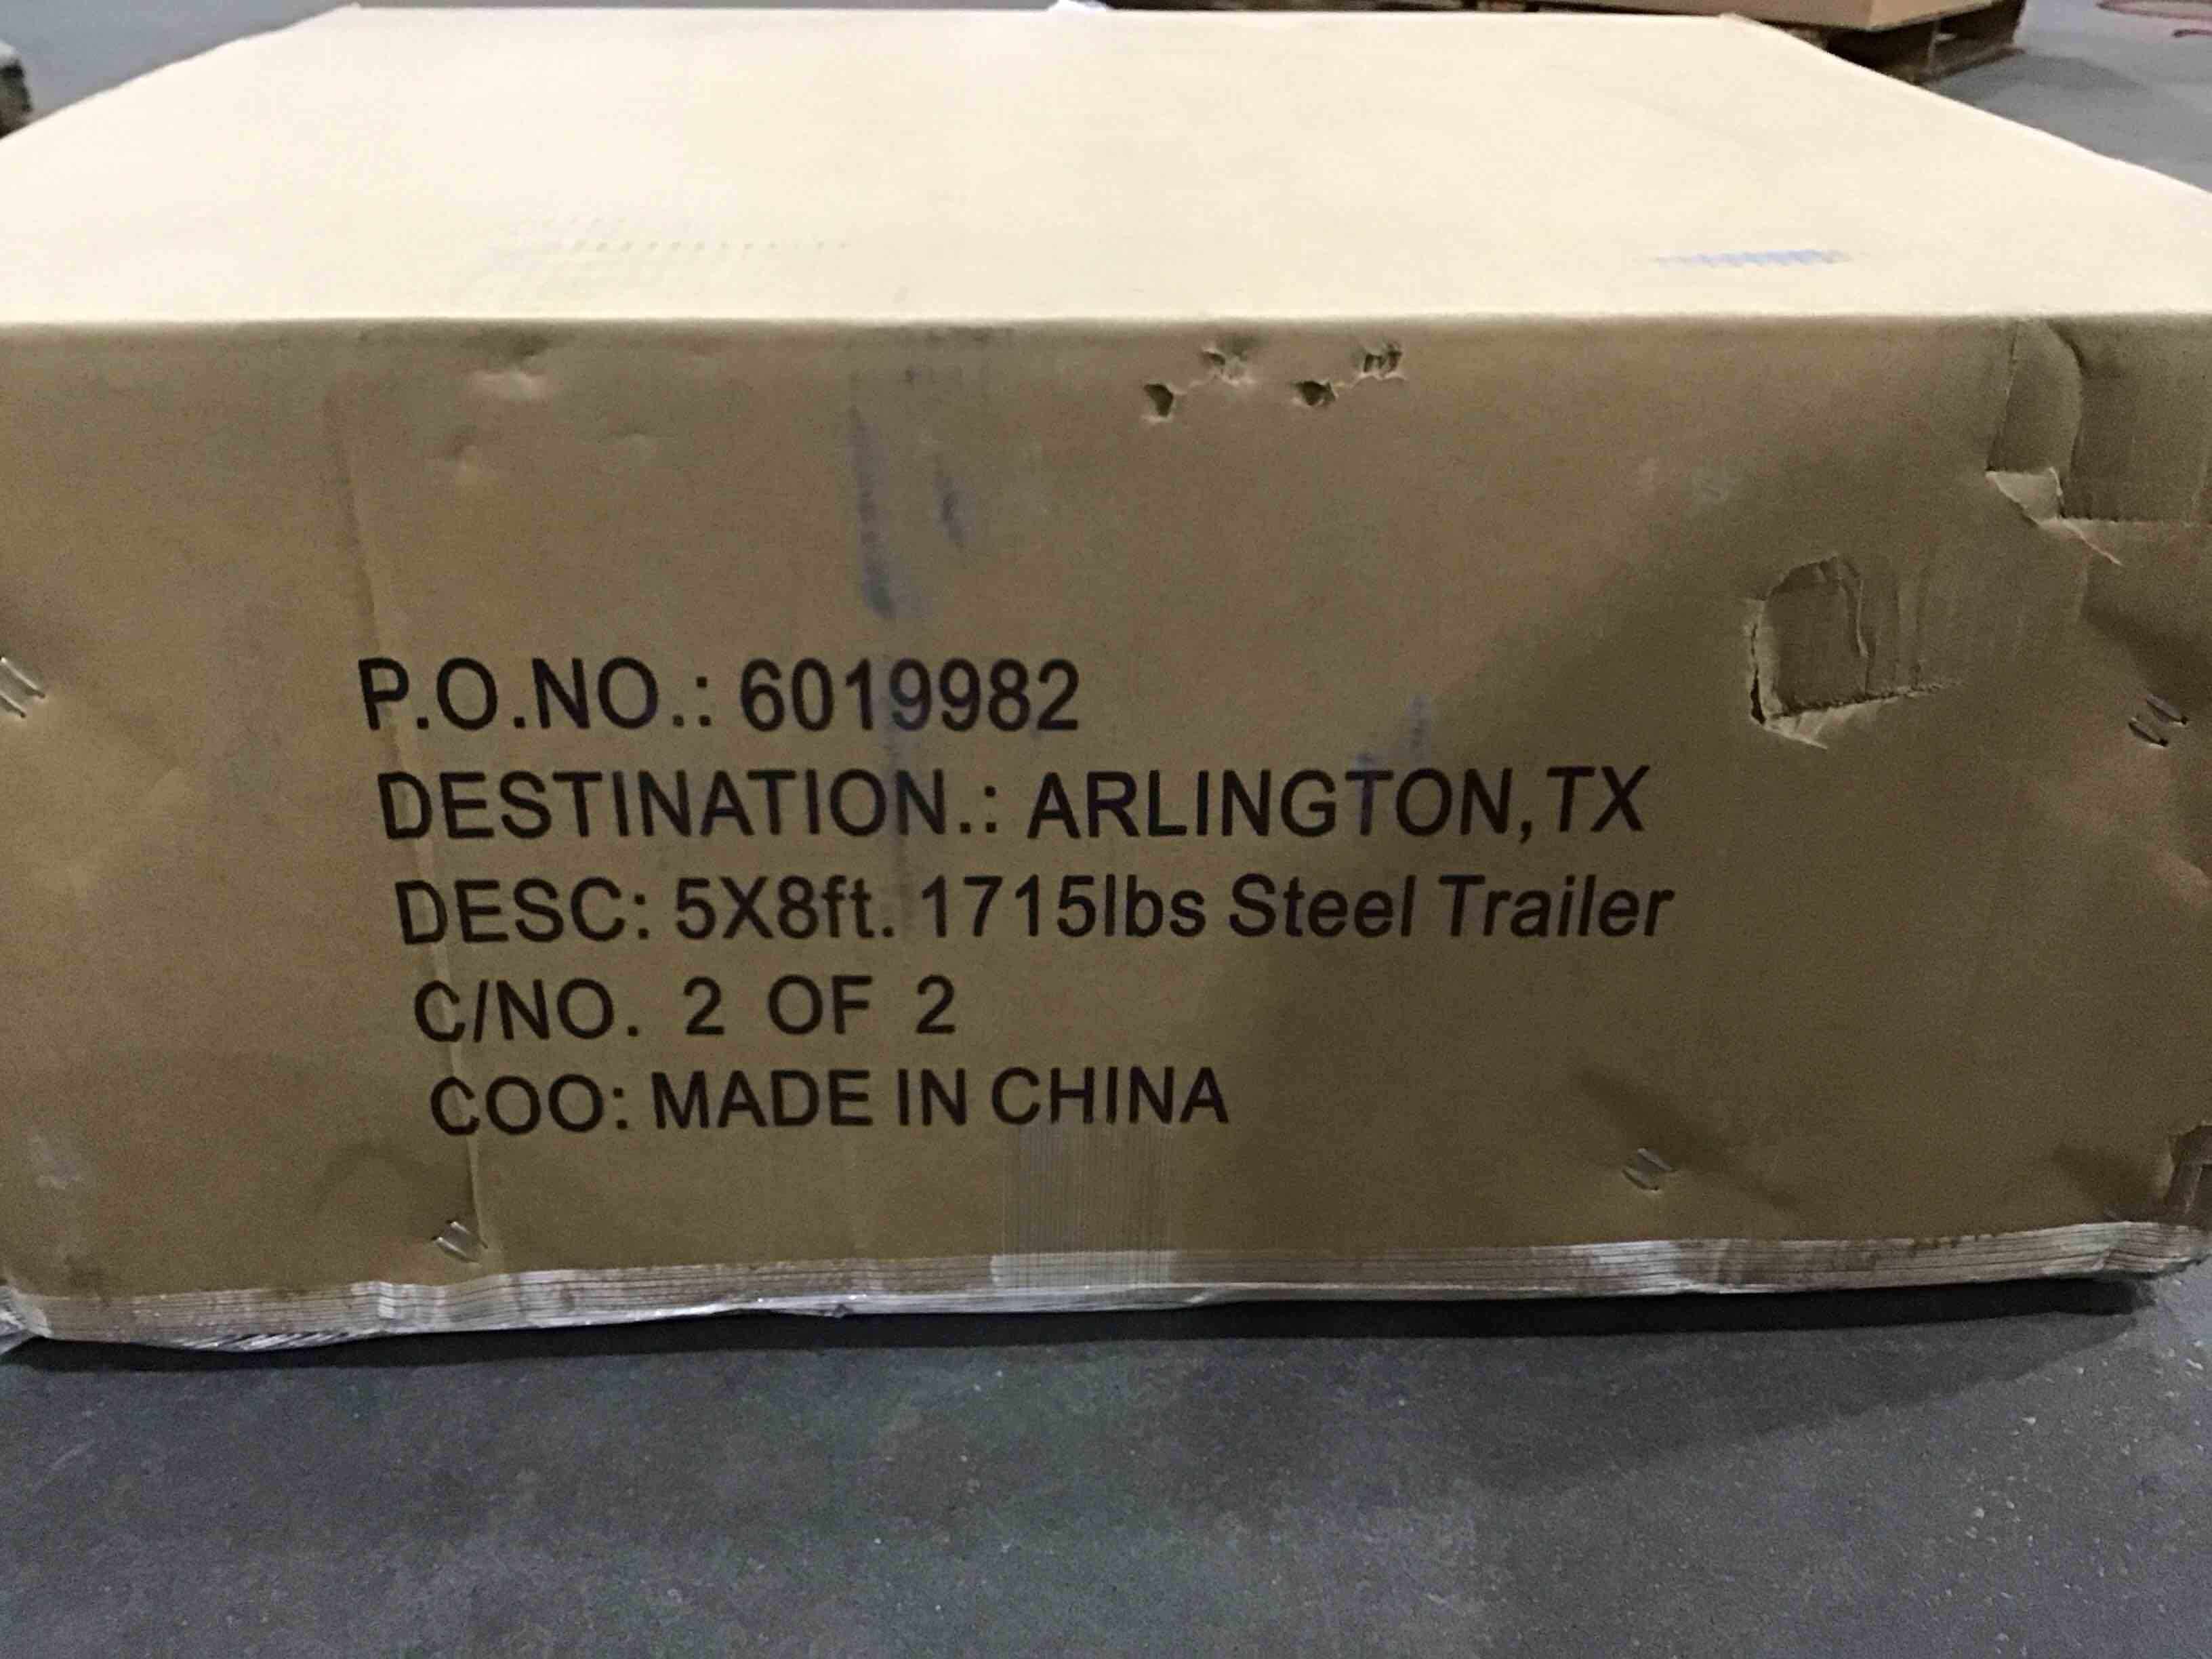 P.O.NO.: 6019982
DESTINATION.: ARLINGTON,TX
DESC: 5X8ft. 1715lbs Steel Trailer
C/NO. 2 OF 2
COO: MADE IN CHINA